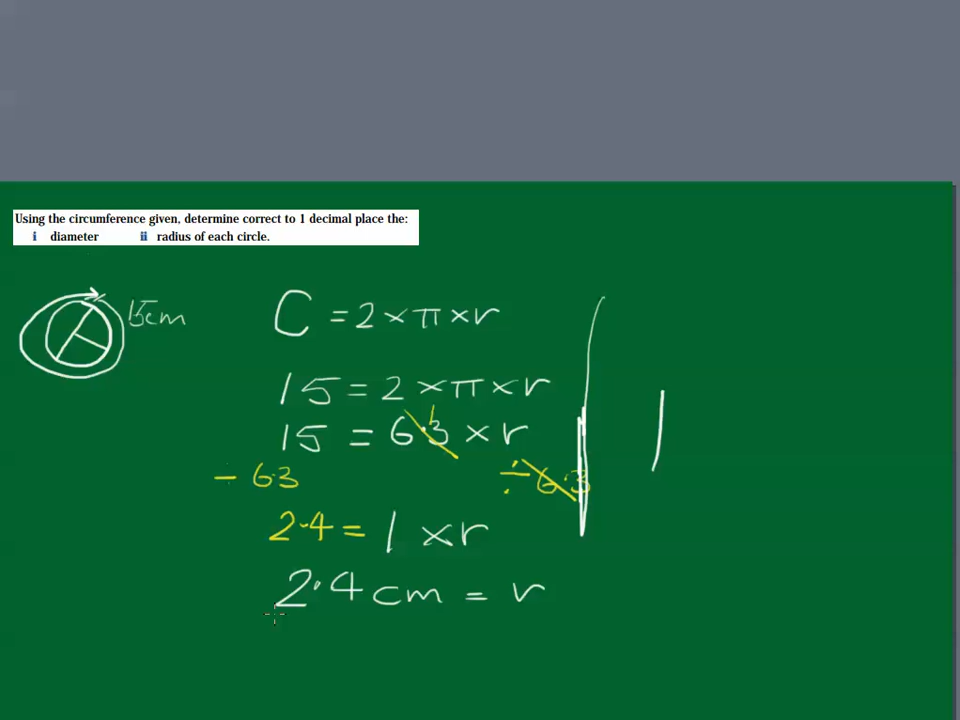 Using the circumference given, determine correct to 1 decimal place the:
i diameter ii radius of each circle.
15cm
C = 2 × π × r
15 = 2 × π × r
1
15 = 6.3 × r
÷ 6.3 ÷ 6.3
2.4 = 1 × r
2.4 cm = r